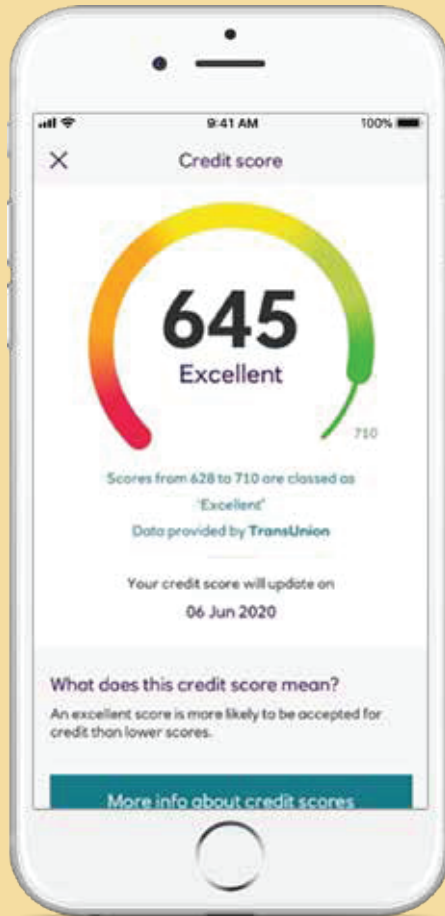 9:41 AM
100%
Credit score
645
Excellent
710
Scores from 628 to 710 are classed as
'Excellent'
Data provided by TransUnion
Your credit score will update on
06 Jun 2020
What does this credit score mean?
An excellent score is more likely to be accepted for
credit than lower scores.
More info about credit scores